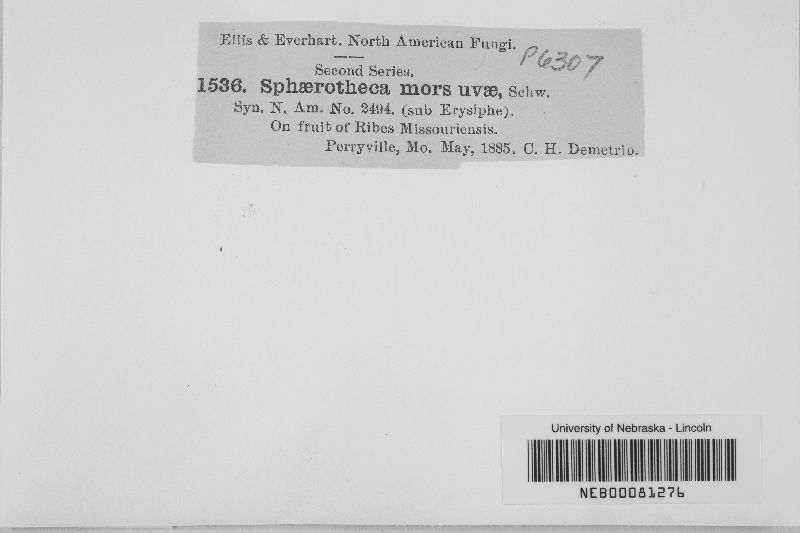 Ellis & Everhart, North American Fungi.
P6307
Second Series.
1536. Sphærotheca mors uvæ, Schw.
Syn. N. Am. No. 2494. (sub Erysiphe).
On fruit of Ribes Missouriensis.
Perryville, Mo. May, 1885. C. H. Demetrio.
University of Nebraska - Lincoln
NEB00081276